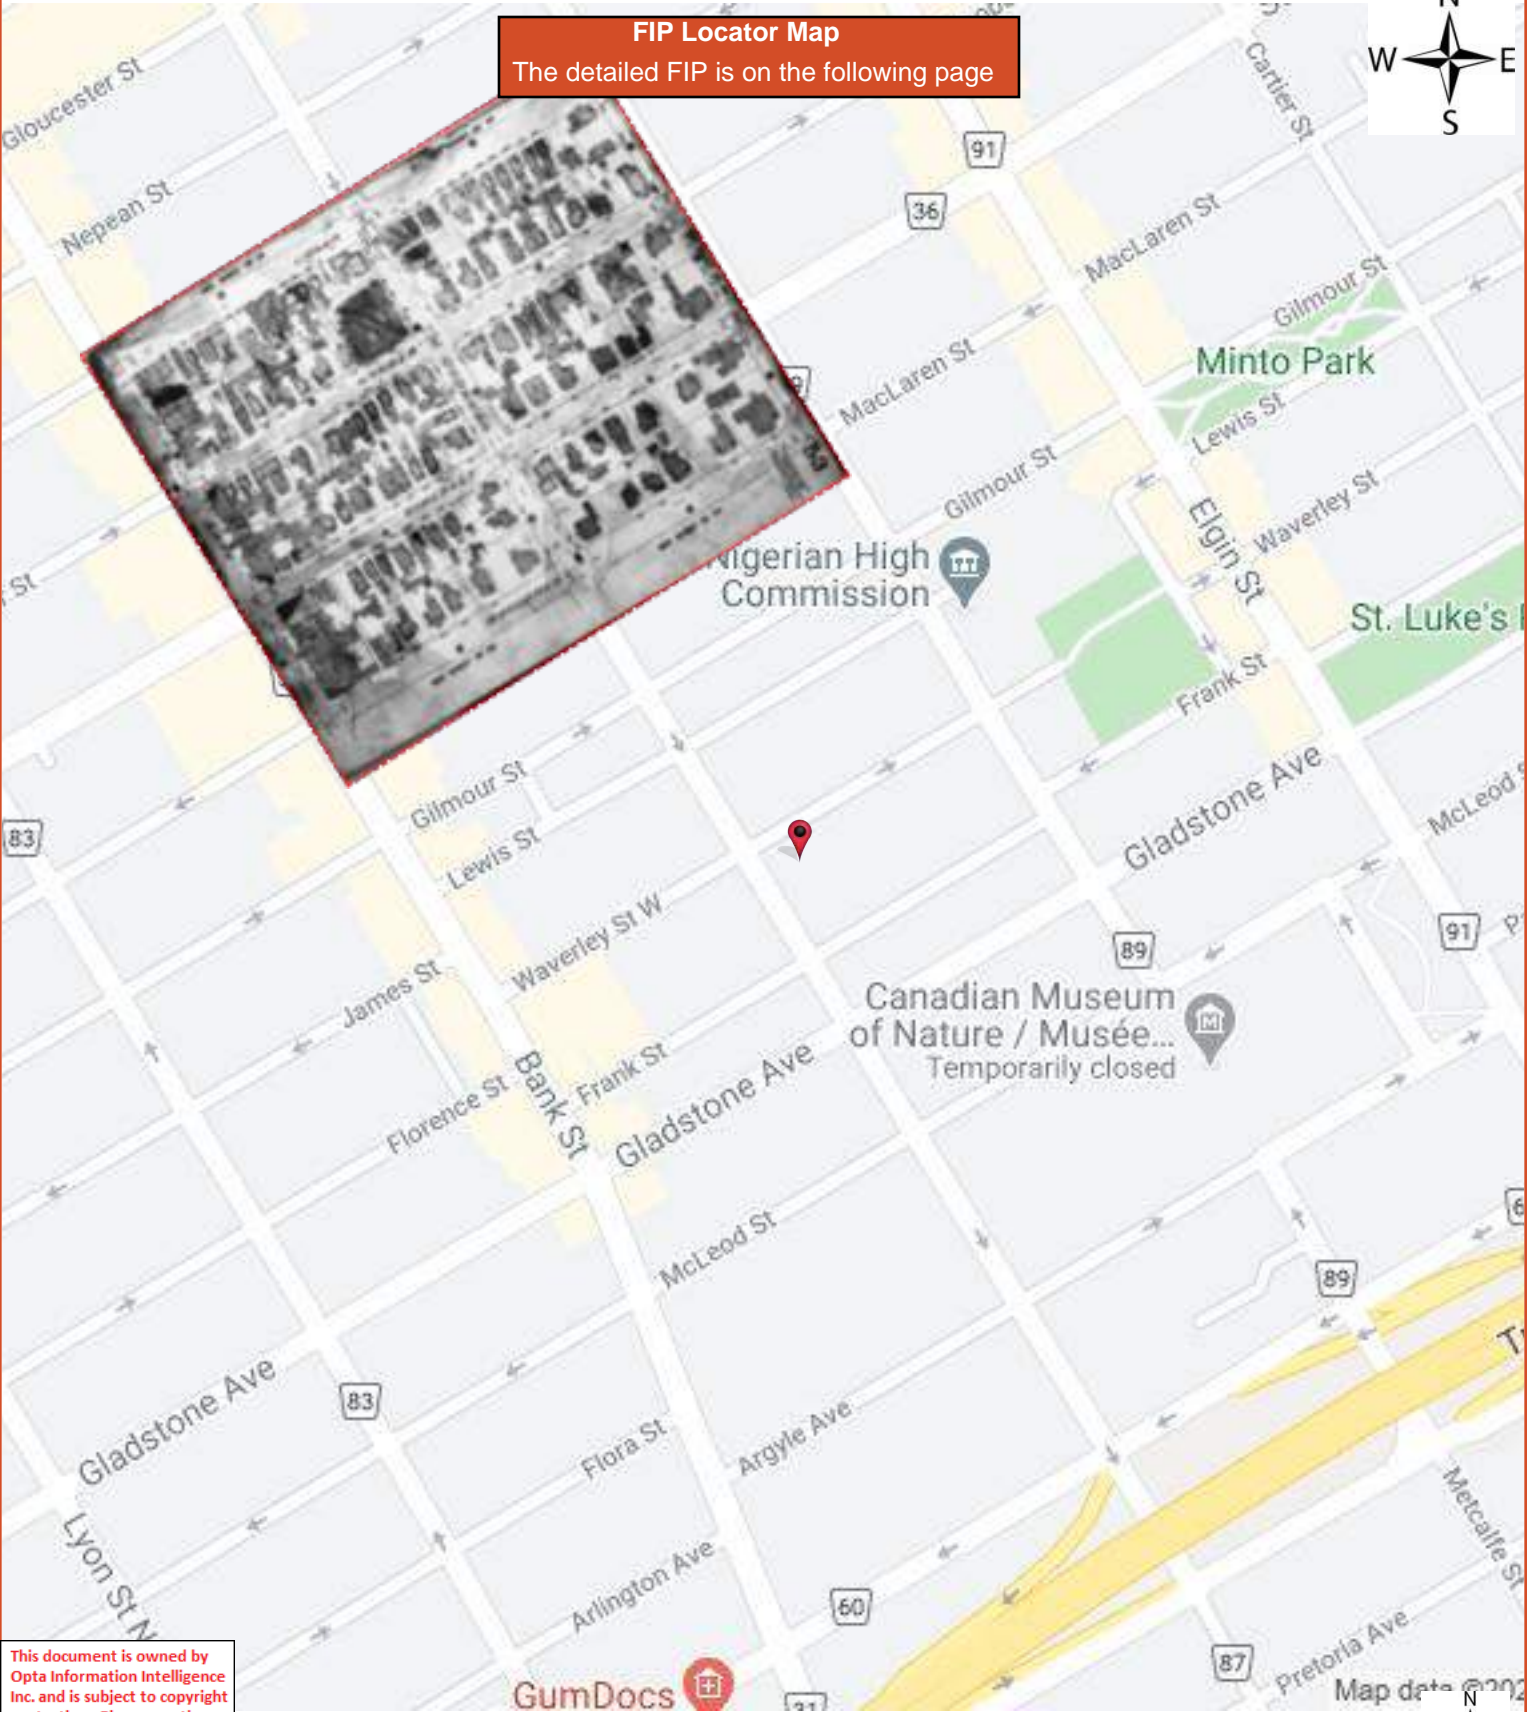 FIP Locator Map
The detailed FIP is on the following page
N
W
E
S
Gloucester St
Nepean St
Cartier St
91
36
MacLaren St
Gilmour St
Minto Park
Lewis St
MacLaren St
Gilmour St
Waverley St
Elgin St
Nigerian High
Commission
St. Luke's
St
Frank St
Gladstone Ave
McLeod
Gilmour St
Lewis St
83
Waverley St W
89
91
James St
Canadian Museum
of Nature / Musée...
Temporarily closed
Bank St
Frank St
Florence St
Gladstone Ave
McLeod St
89
Gladstone Ave
83
Flora St
Argyle Ave
Lyon St N
Metcalfe St
Arlington Ave
60
87
Pretoria Ave
GumDocs
31
Map data ©202
N
This document is owned by
Opta Information Intelligence
Inc. and is subject to copyright